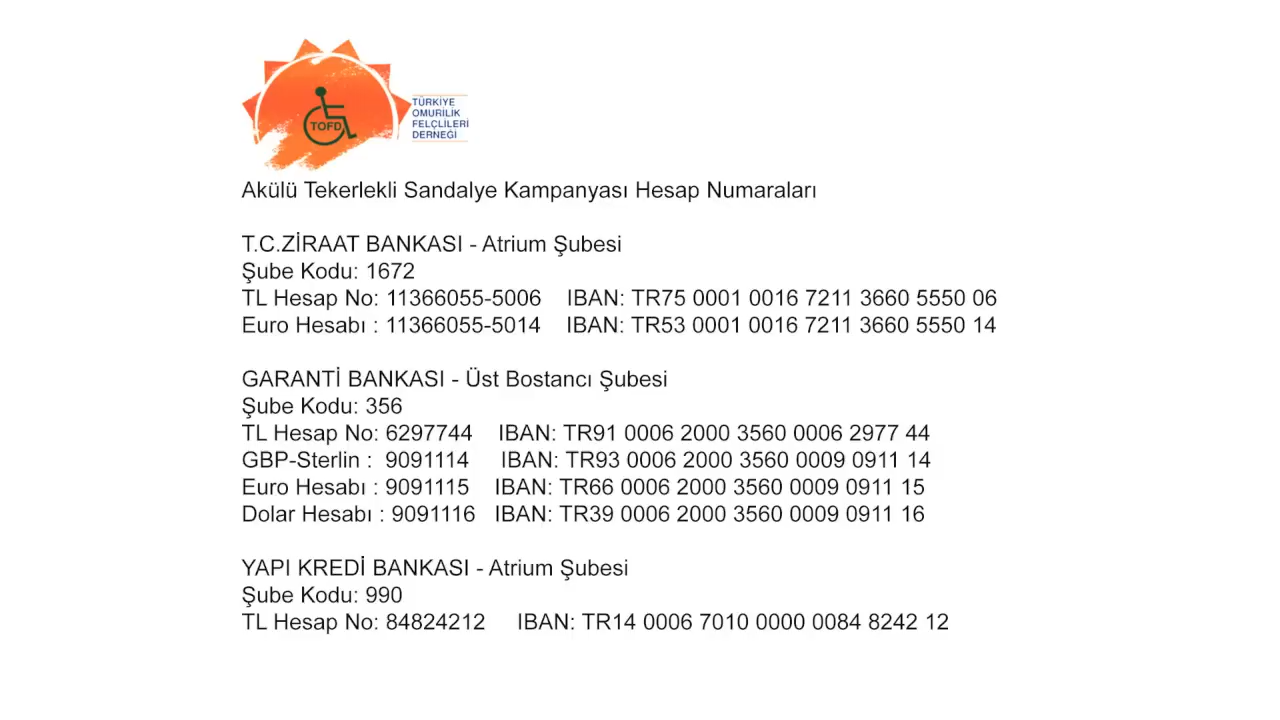 TOFD
TÜRKİYE
OMURİLİK
FELÇLİLERİ
DERNEĞİ
Akülü Tekerlekli Sandalye Kampanyası Hesap Numaraları
T.C.ZİRAAT BANKASI - Atrium Şubesi
Şube Kodu: 1672
TL Hesap No: 11366055-5006 IBAN: TR75 0001 0016 7211 3660 5550 06
Euro Hesabı : 11366055-5014 IBAN: TR53 0001 0016 7211 3660 5550 14
GARANTİ BANKASI - Üst Bostancı Şubesi
Şube Kodu: 356
TL Hesap No: 6297744 IBAN: TR91 0006 2000 3560 0006 2977 44
GBP-Sterlin : 9091114 IBAN: TR93 0006 2000 3560 0009 0911 14
Euro Hesabı : 9091115 IBAN: TR66 0006 2000 3560 0009 0911 15
Dolar Hesabı : 9091116 IBAN: TR39 0006 2000 3560 0009 0911 16
YAPI KREDİ BANKASI - Atrium Şubesi
Şube Kodu: 990
TL Hesap No: 84824212 IBAN: TR14 0006 7010 0000 0084 8242 12